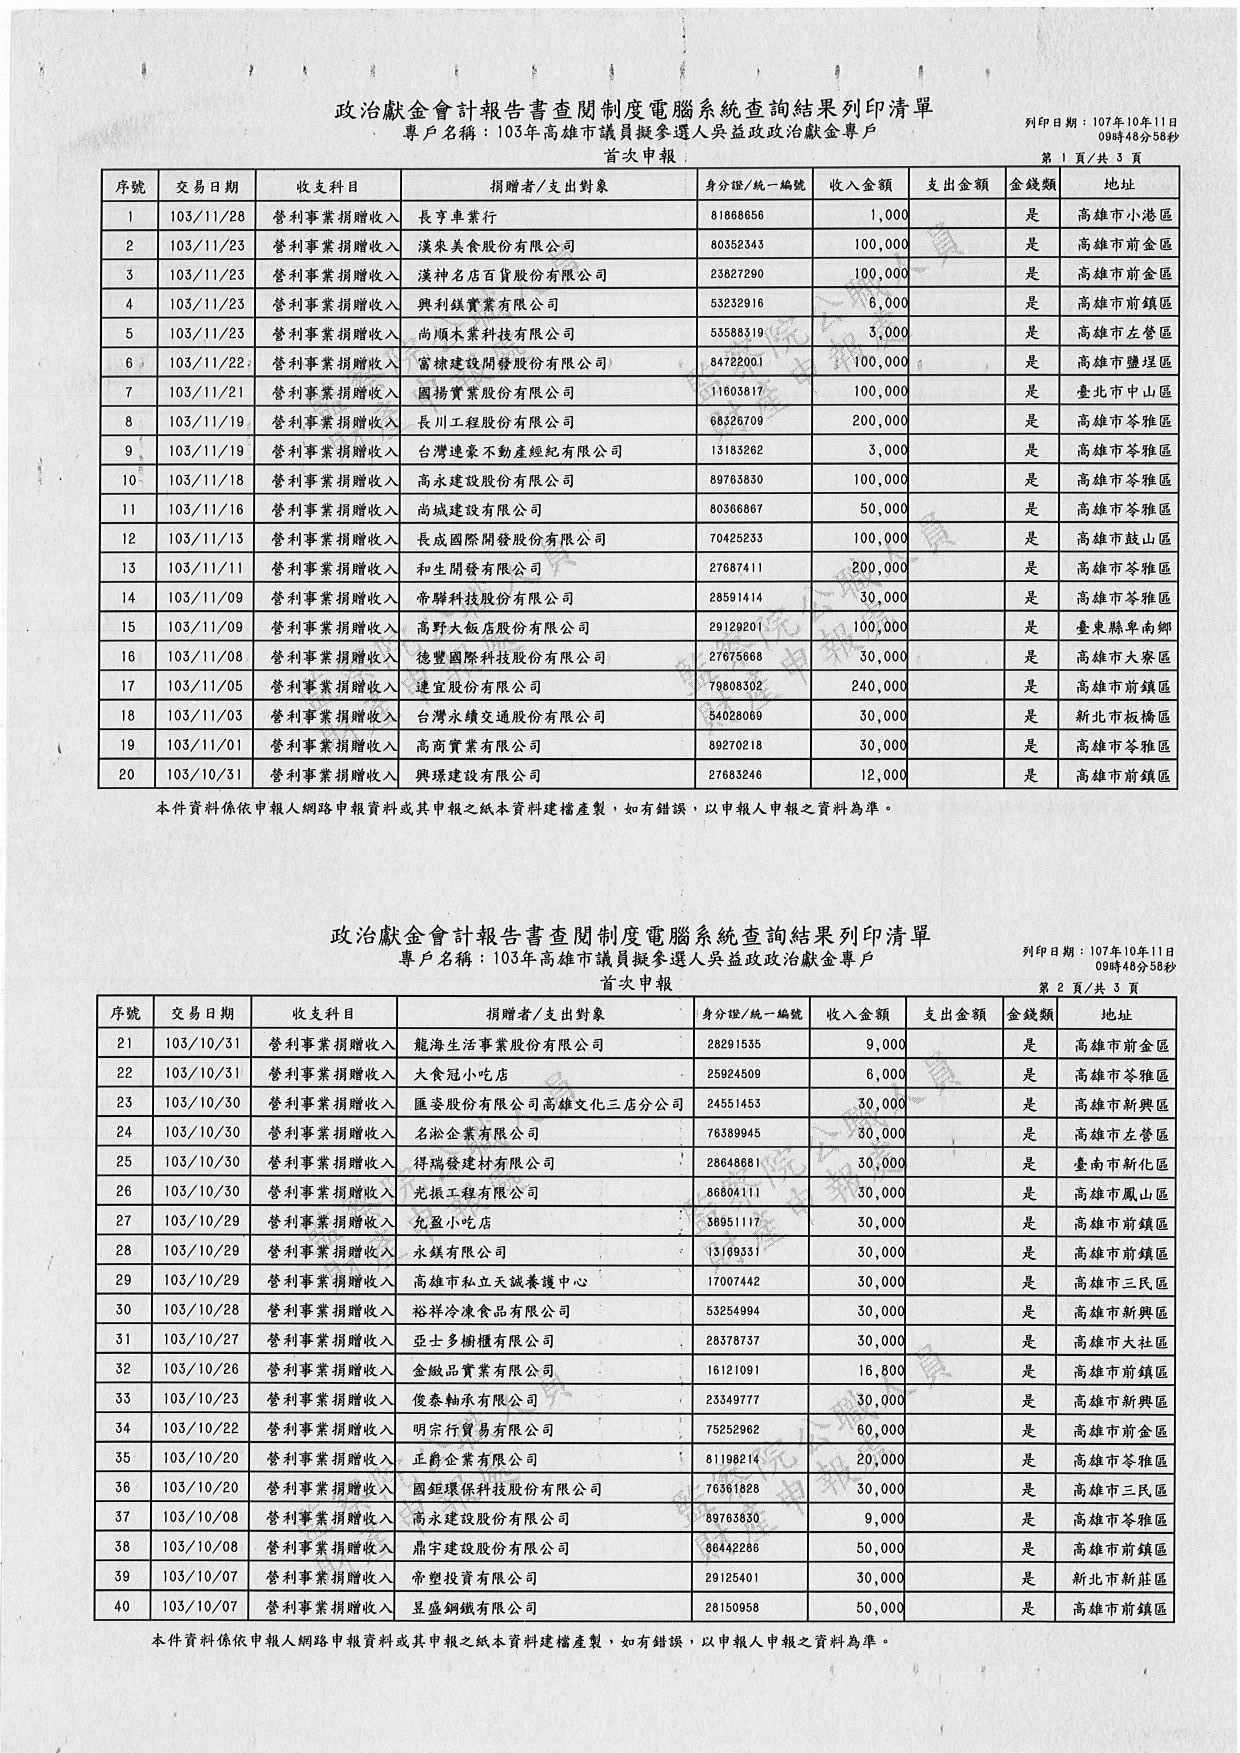 政治獻金會計報告書查閱制度電腦系統查詢結果列印清單
專戶名稱：103年高雄市議員擬參選人吳益政政治獻金專戶
列印日期：107年10年11日
09時48分58秒
首次申報
第 1 頁/共 3 頁
序號 交易日期 收支科目 捐贈者/支出對象 身分證/統一編號 收入金額 支出金額 金錢類 地址
1 103/11/28 營利事業捐贈收入 長亨車業行 81868656 1,000 是 高雄市小港區
2 103/11/23 營利事業捐贈收入 漢來美食股份有限公司 80352343 100,000 是 高雄市前金區
3 103/11/23 營利事業捐贈收入 漢神名店百貨股份有限公司 23827290 100,000 是 高雄市前金區
4 103/11/23 營利事業捐贈收入 興利鎂實業有限公司 53232916 6,000 是 高雄市前鎮區
5 103/11/23 營利事業捐贈收入 尚順木業科技有限公司 53588319 3,000 是 高雄市左營區
6 103/11/22 營利事業捐贈收入 富椋建設開發股份有限公司 84722001 100,000 是 高雄市鹽埕區
7 103/11/21 營利事業捐贈收入 國揚實業股份有限公司 11603817 100,000 是 臺北市中山區
8 103/11/19 營利事業捐贈收入 長川工程股份有限公司 68326709 200,000 是 高雄市苓雅區
9 103/11/19 營利事業捐贈收入 台灣連豪不動產經紀有限公司 13183262 3,000 是 高雄市苓雅區
10 103/11/18 營利事業捐贈收入 高永建設股份有限公司 89763830 100,000 是 高雄市苓雅區
11 103/11/16 營利事業捐贈收入 尚城建設有限公司 80366867 50,000 是 高雄市苓雅區
12 103/11/13 營利事業捐贈收入 長成國際開發股份有限公司 70425233 100,000 是 高雄市鼓山區
13 103/11/11 營利事業捐贈收入 和生開發有限公司 27687411 200,000 是 高雄市苓雅區
14 103/11/09 營利事業捐贈收入 帝驊科技股份有限公司 28591414 30,000 是 高雄市苓雅區
15 103/11/09 營利事業捐贈收入 高野大飯店股份有限公司 29129201 100,000 是 臺東縣卑南鄉
16 103/11/08 營利事業捐贈收入 德豐國際科技股份有限公司 27675668 30,000 是 高雄市大寮區
17 103/11/05 營利事業捐贈收入 連宜股份有限公司 79808302 240,000 是 高雄市前鎮區
18 103/11/03 營利事業捐贈收入 台灣永續交通股份有限公司 54028069 30,000 是 新北市板橋區
19 103/11/01 營利事業捐贈收入 高商實業有限公司 89270218 30,000 是 高雄市苓雅區
20 103/10/31 營利事業捐贈收入 興璟建設有限公司 27683246 12,000 是 高雄市前鎮區
本件資料係依申報人網路申報資料或其申報之紙本資料建檔產製，如有錯誤，以申報人申報之資料為準。
政治獻金會計報告書查閱制度電腦系統查詢結果列印清單
專戶名稱：103年高雄市議員擬參選人吳益政政治獻金專戶
列印日期：107年10年11日
09時48分58秒
首次申報
第 2 頁/共 3 頁
序號 交易日期 收支科目 捐贈者/支出對象 身分證/統一編號 收入金額 支出金額 金錢類 地址
21 103/10/31 營利事業捐贈收入 龍海生活事業股份有限公司 28291535 9,000 是 高雄市前金區
22 103/10/31 營利事業捐贈收入 大食冠小吃店 25924509 6,000 是 高雄市苓雅區
23 103/10/30 營利事業捐贈收入 匯姿股份有限公司高雄文化三店分公司 24551453 30,000 是 高雄市新興區
24 103/10/30 營利事業捐贈收入 名淞企業有限公司 76389945 30,000 是 高雄市左營區
25 103/10/30 營利事業捐贈收入 得瑞發建材有限公司 28648681 30,000 是 臺南市新化區
26 103/10/30 營利事業捐贈收入 光振工程有限公司 86804111 30,000 是 高雄市鳳山區
27 103/10/29 營利事業捐贈收入 允盈小吃店 36951117 30,000 是 高雄市前鎮區
28 103/10/29 營利事業捐贈收入 永鎂有限公司 13169331 30,000 是 高雄市前鎮區
29 103/10/29 營利事業捐贈收入 高雄市私立天誠養護中心 17007442 30,000 是 高雄市三民區
30 103/10/28 營利事業捐贈收入 裕祥冷凍食品有限公司 53254994 30,000 是 高雄市新興區
31 103/10/27 營利事業捐贈收入 亞士多櫥櫃有限公司 28378737 30,000 是 高雄市大社區
32 103/10/26 營利事業捐贈收入 金緻品實業有限公司 16121091 16,800 是 高雄市前鎮區
33 103/10/23 營利事業捐贈收入 俊泰軸承有限公司 23349777 30,000 是 高雄市新興區
34 103/10/22 營利事業捐贈收入 明宗行貿易有限公司 75252962 60,000 是 高雄市前金區
35 103/10/20 營利事業捐贈收入 正爵企業有限公司 81198214 20,000 是 高雄市苓雅區
36 103/10/20 營利事業捐贈收入 國鉅環保科技股份有限公司 76361828 30,000 是 高雄市三民區
37 103/10/08 營利事業捐贈收入 高永建設股份有限公司 89763830 9,000 是 高雄市苓雅區
38 103/10/08 營利事業捐贈收入 鼎宇建設股份有限公司 86442286 50,000 是 高雄市前鎮區
39 103/10/07 營利事業捐贈收入 帝塑投資有限公司 29125401 30,000 是 新北市新莊區
40 103/10/07 營利事業捐贈收入 昱盛鋼鐵有限公司 28150958 50,000 是 高雄市前鎮區
本件資料係依申報人網路申報資料或其申報之紙本資料建檔產製，如有錯誤，以申報人申報之資料為準。